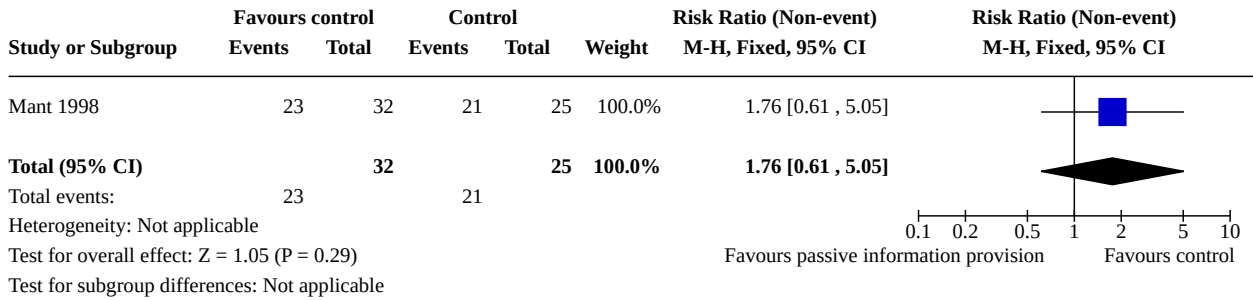 Favours control Control Risk Ratio (Non-event) Risk Ratio (Non-event)
Study or Subgroup Events Total Events Total Weight M-H, Fixed, 95% CI M-H, Fixed, 95% CI
Mant 1998 23 32 21 25 100.0% 1.76 [0.61 , 5.05]
Total (95% CI) 32 25 100.0% 1.76 [0.61 , 5.05]
Total events: 23 21
Heterogeneity: Not applicable
0.1 0.2 0.5 1 2 5 10
Test for overall effect: Z = 1.05 (P = 0.29) Favours passive information provision Favours control
Test for subgroup differences: Not applicable